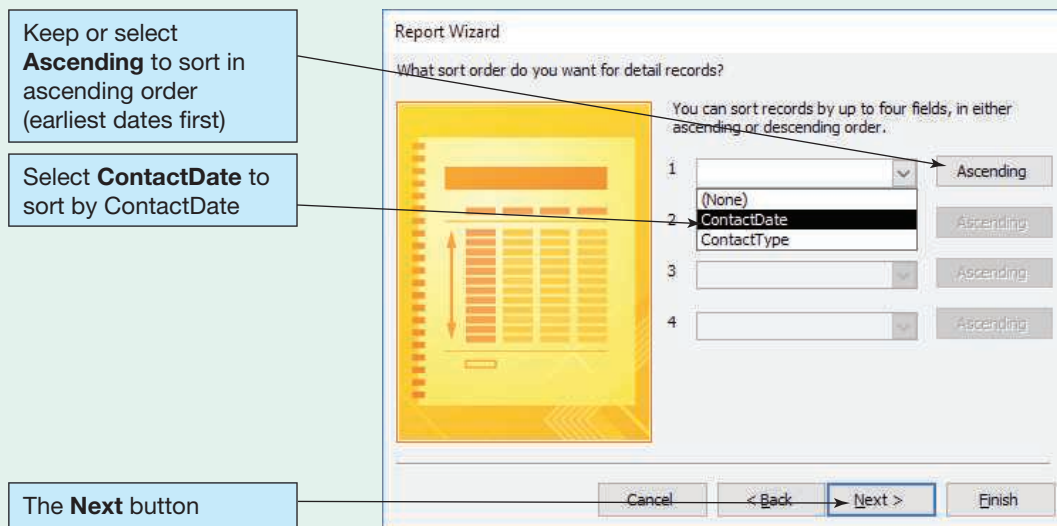 Keep or select
Ascending to sort in
ascending order
(earliest dates first)
Select ContactDate to
sort by ContactDate
The Next button
Report Wizard
What sort order do you want for detail records?
You can sort records by up to four fields, in either
ascending or descending order.
1 Ascending
(None)
2 ContactDate Ascending
ContactType
3 Ascending
4 Ascending
Cancel < Back Next > Finish